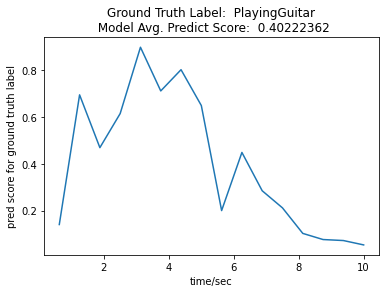 Ground Truth Label:  PlayingGuitar
Model Avg. Predict Score:  0.40222362
pred score for ground truth label
0.8
0.6
0.4
0.2
2
4
6
8
10
time/sec